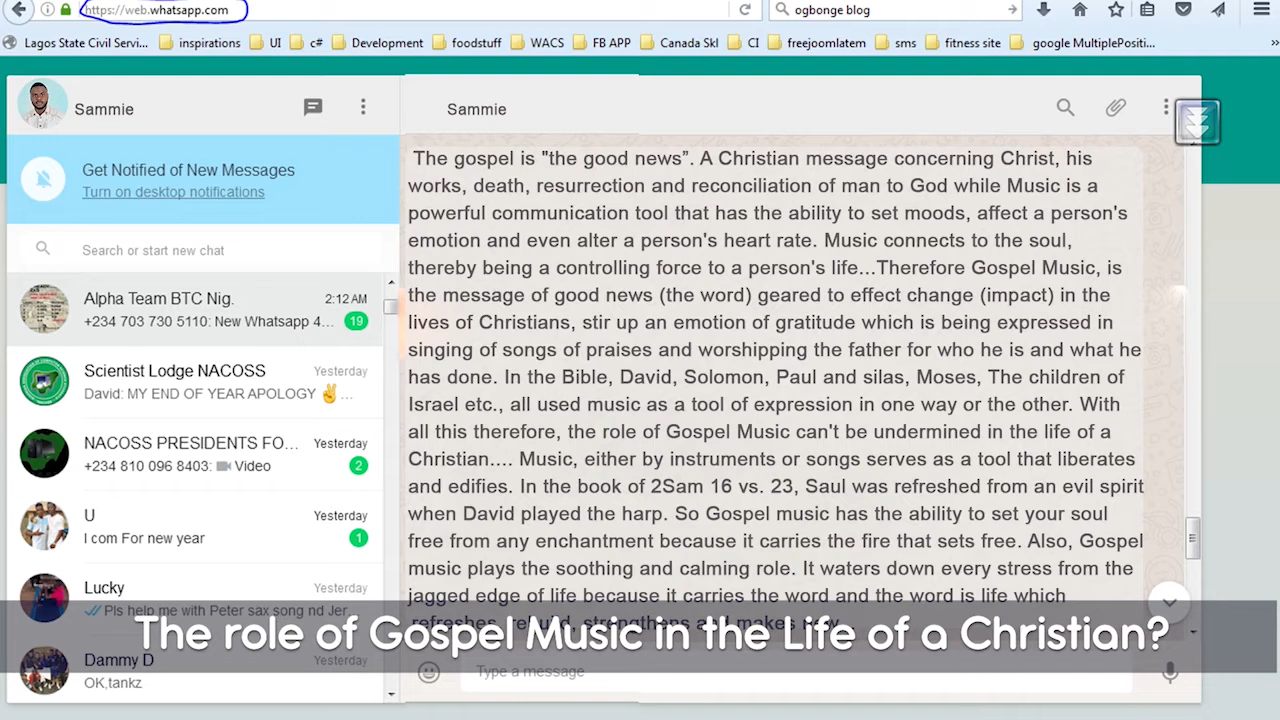 https://web.whatsapp.com
ogbonge blog
Lagos State Civil Servi...
inspirations
UI
c#
Development
foodstuff
WACS
FB APP
Canada Skl
CI
freejoomlatem
sms
fitness site
google MultiplePositi...
Sammie
Get Notified of New Messages
Turn on desktop notifications
Search or start new chat
Alpha Team BTC Nig.
2:12 AM
+234 703 730 5110: New Whatsapp 4...
19
Scientist Lodge NACOSS
Yesterday
David: MY END OF YEAR APOLOGY ✌...
NACOSS PRESIDENTS FO...
Yesterday
+234 810 096 8403: Video
2
U
Yesterday
I com For new year
1
Lucky
Yesterday
Pls help me with Peter sax song nd Jer...
Dammy D
Yesterday
OK,tankz
Sammie
The gospel is "the good news”. A Christian message concerning Christ, his
works, death, resurrection and reconciliation of man to God while Music is a
powerful communication tool that has the ability to set moods, affect a person's
emotion and even alter a person's heart rate. Music connects to the soul,
thereby being a controlling force to a person's life...Therefore Gospel Music, is
the message of good news (the word) geared to effect change (impact) in the
lives of Christians, stir up an emotion of gratitude which is being expressed in
singing of songs of praises and worshipping the father for who he is and what he
has done. In the Bible, David, Solomon, Paul and silas, Moses, The children of
Israel etc., all used music as a tool of expression in one way or the other. With
all this therefore, the role of Gospel Music can't be undermined in the life of a
Christian.... Music, either by instruments or songs serves as a tool that liberates
and edifies. In the book of 2Sam 16 vs. 23, Saul was refreshed from an evil spirit
when David played the harp. So Gospel music has the ability to set your soul
free from any enchantment because it carries the fire that sets free. Also, Gospel
music plays the soothing and calming role. It waters down every stress from the
jagged edge of life because it carries the word and the word is life which
refreshes, rebuild, strengthens and makes new...
The role of Gospel Music in the Life of a Christian?
Type a message